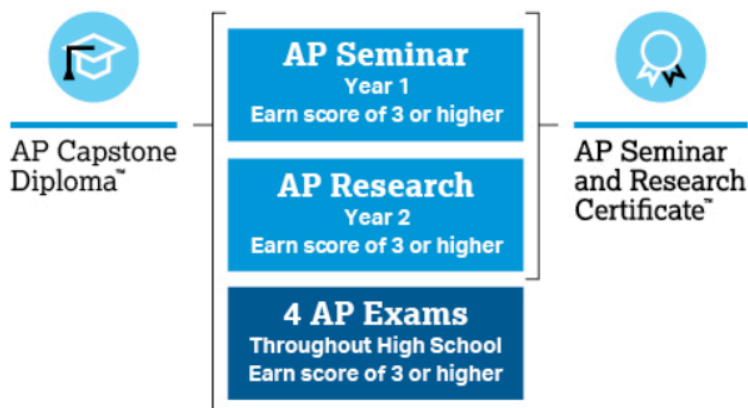 AP Capstone
Diploma™
AP Seminar
Year 1
Earn score of 3 or higher
AP Research
Year 2
Earn score of 3 or higher
4 AP Exams
Throughout High School
Earn score of 3 or higher
AP Seminar
and Research
Certificate™